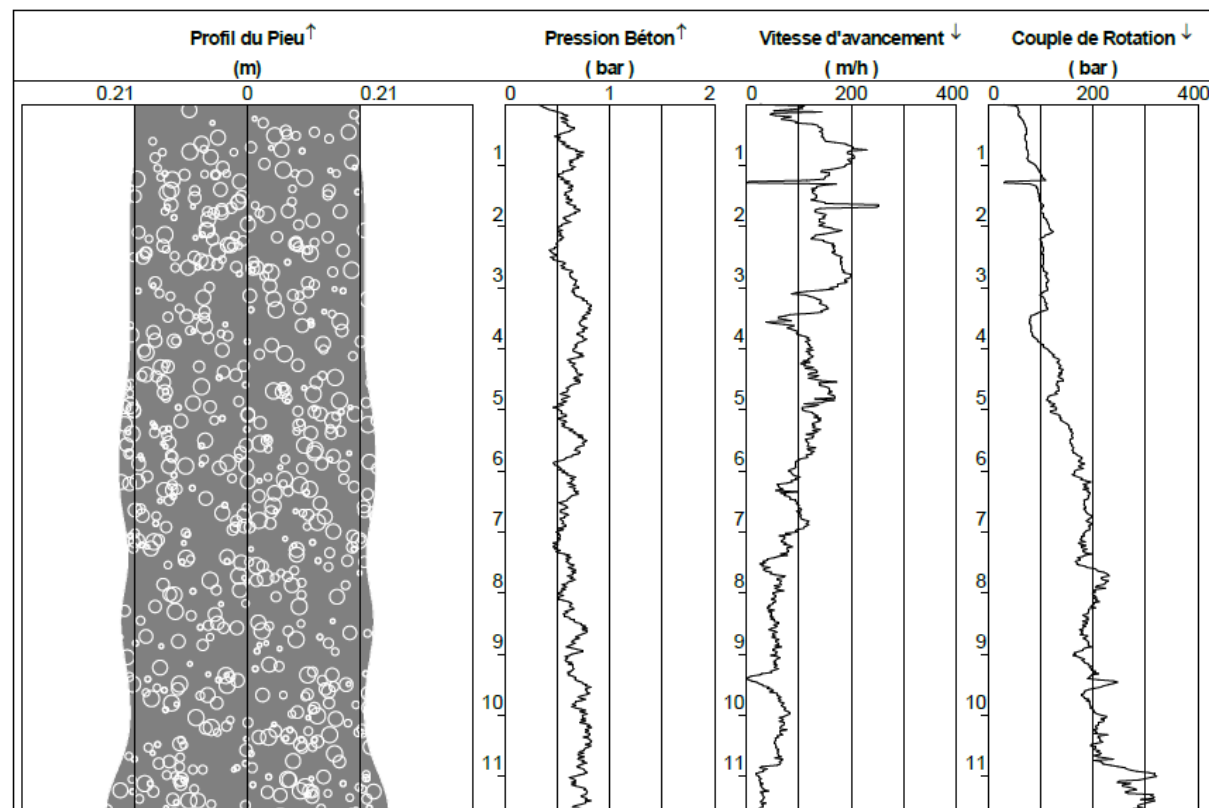 Profil du Pieu↑
(m)
0.21 0 0.21
Pression Béton↑
( bar )
0 1 2
1
2
3
4
5
6
7
8
9
10
11
Vitesse d'avancement ↓
( m/h )
0 200 400
1
2
3
4
5
6
7
8
9
10
11
Couple de Rotation ↓
( bar )
0 200 400
1
2
3
4
5
6
7
8
9
10
11